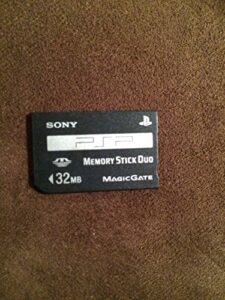 SONY
PSP
MEMORY STICK DUO
32MB
MAGICGATE